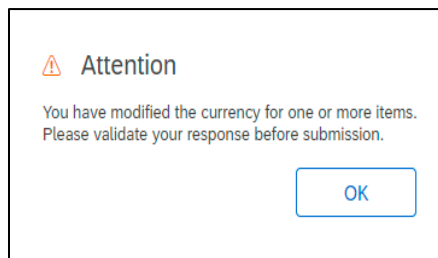 Attention
You have modified the currency for one or more items.
Please validate your response before submission.
OK